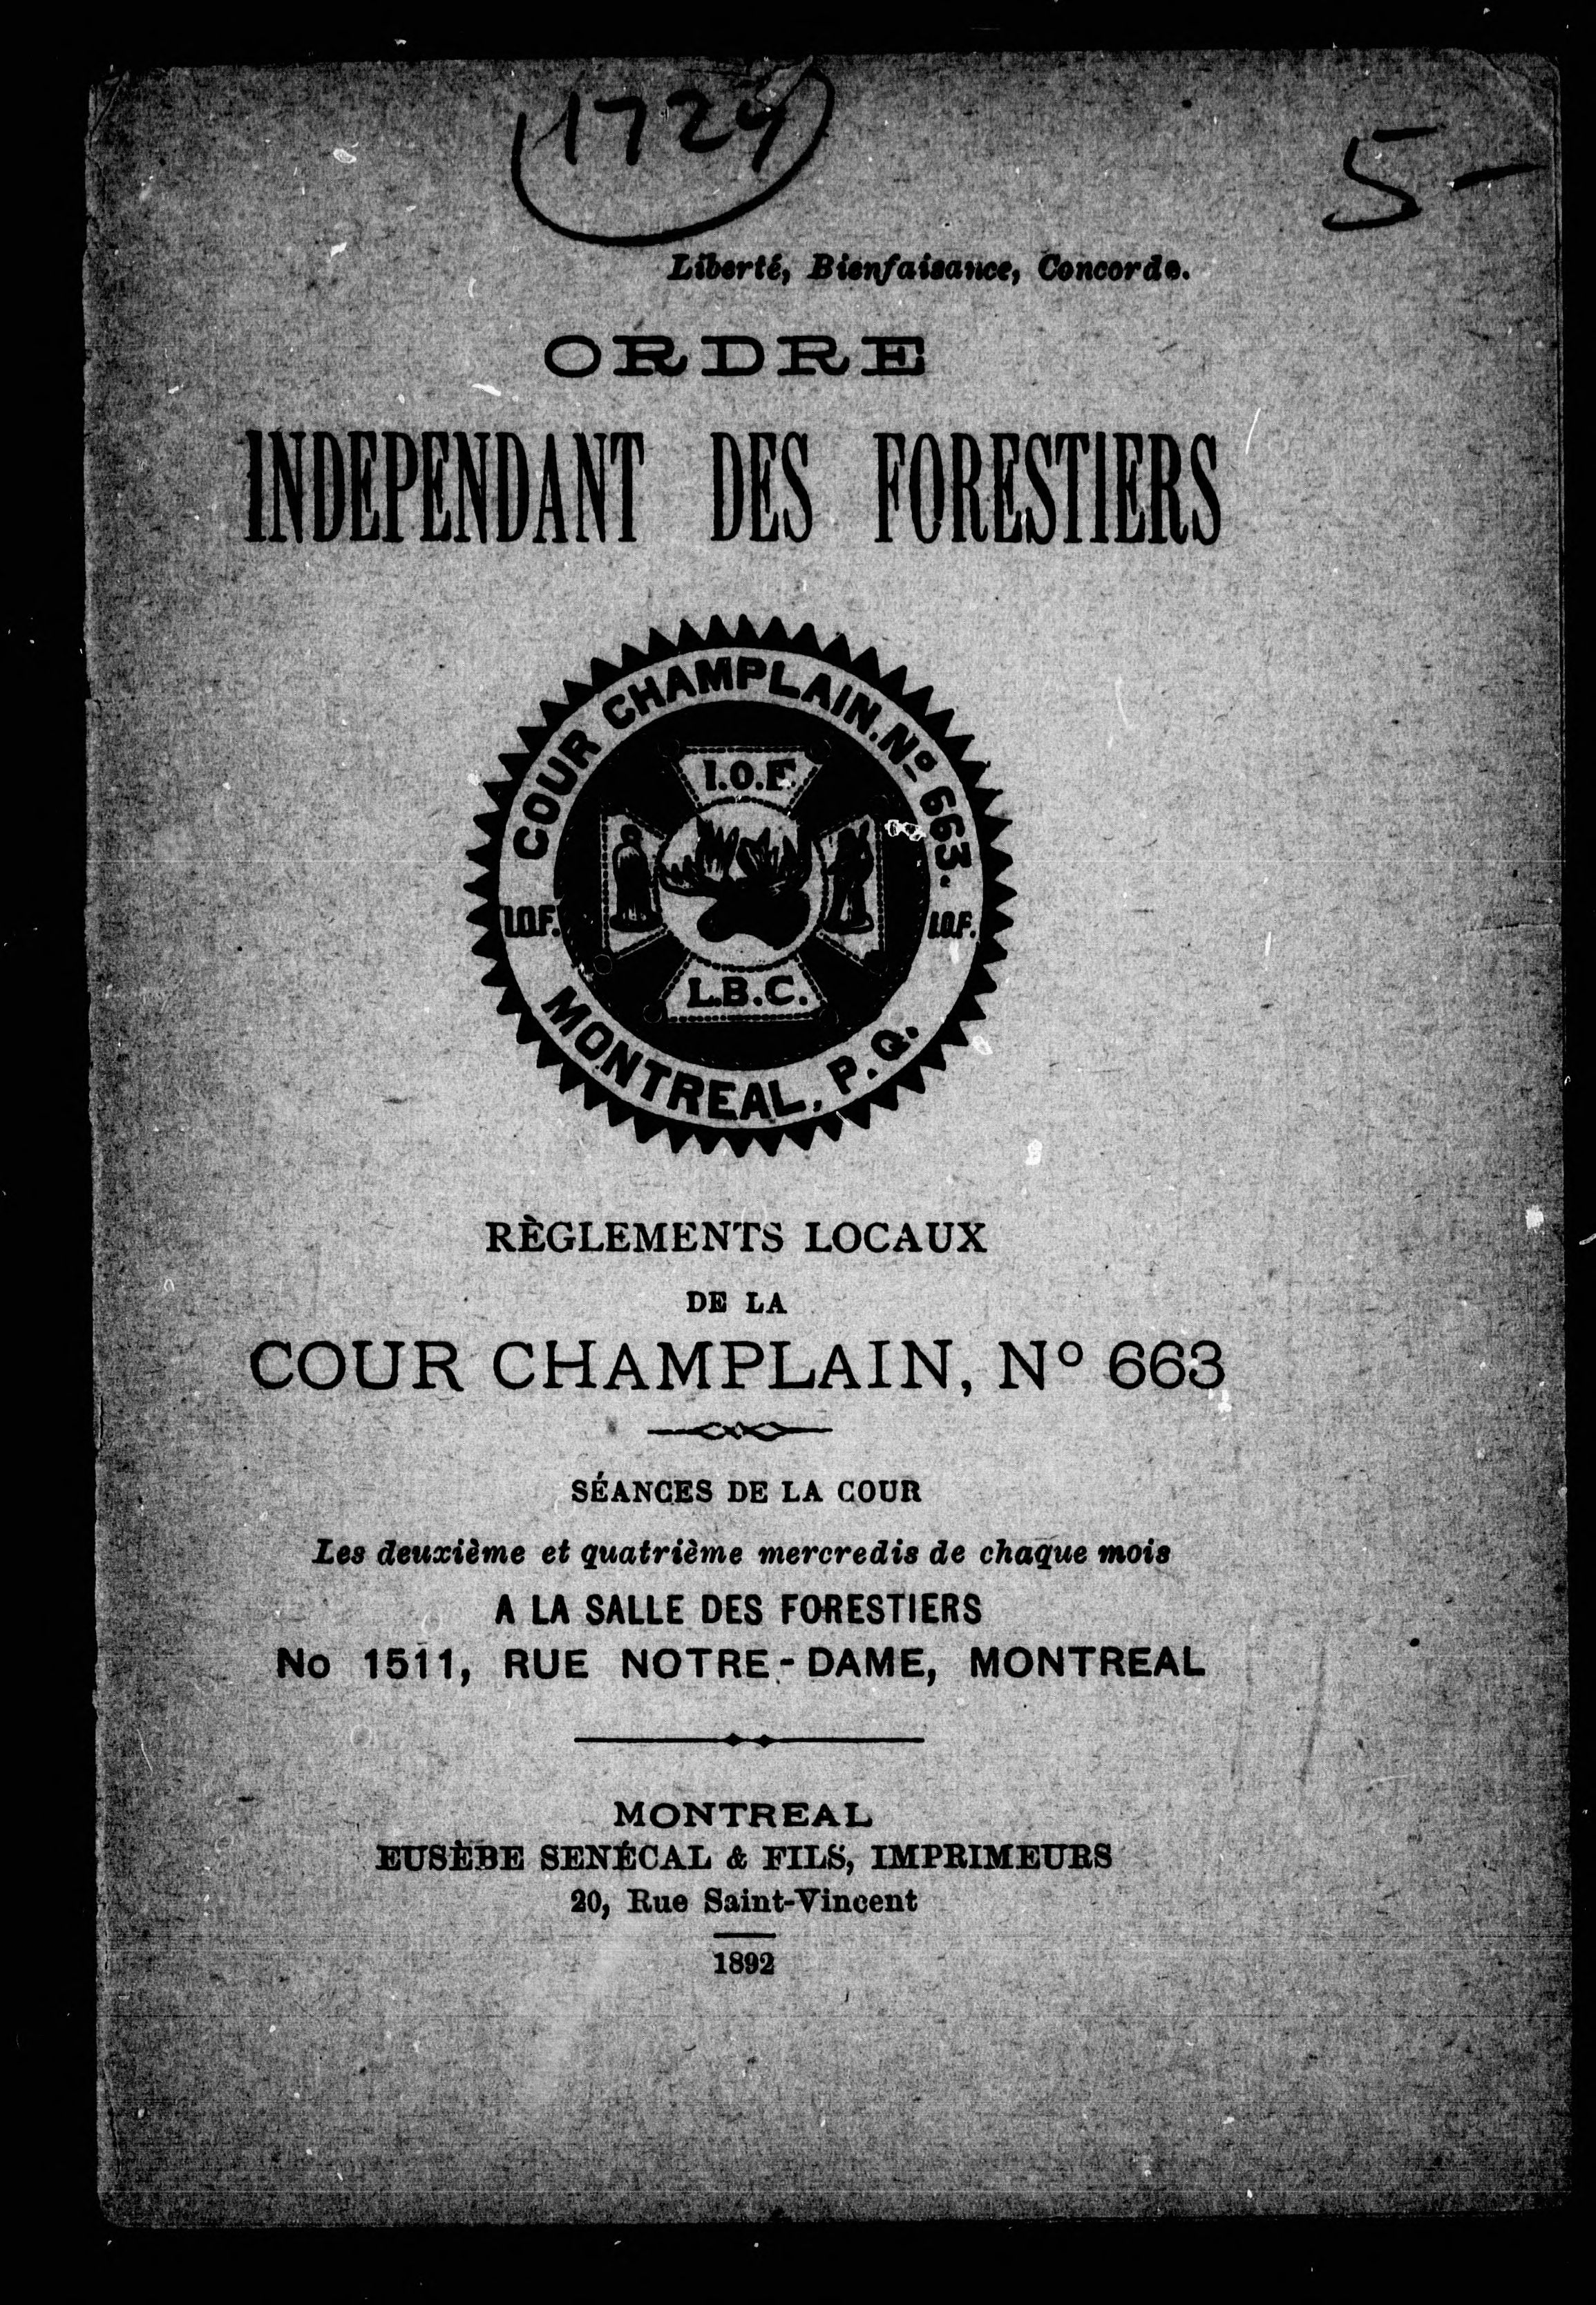 1724
5-
Liberté, Bienfaisance, Concorde.
ORDRE
INDEPENDANT DES FORESTIERS
COUR CHAMPLAIN. No 663.
I.O.F.
I.O.F. I.O.F.
L.B.C.
MONTREAL, P.Q.
RÈGLEMENTS LOCAUX
DE LA
COUR CHAMPLAIN, No 663
SÉANCES DE LA COUR
Les deuxième et quatrième mercredis de chaque mois
A LA SALLE DES FORESTIERS
No 1511, RUE NOTRE-DAME, MONTREAL
MONTREAL
EUSÈBE SENÉCAL & FILS, IMPRIMEURS
20, Rue Saint-Vincent
1892